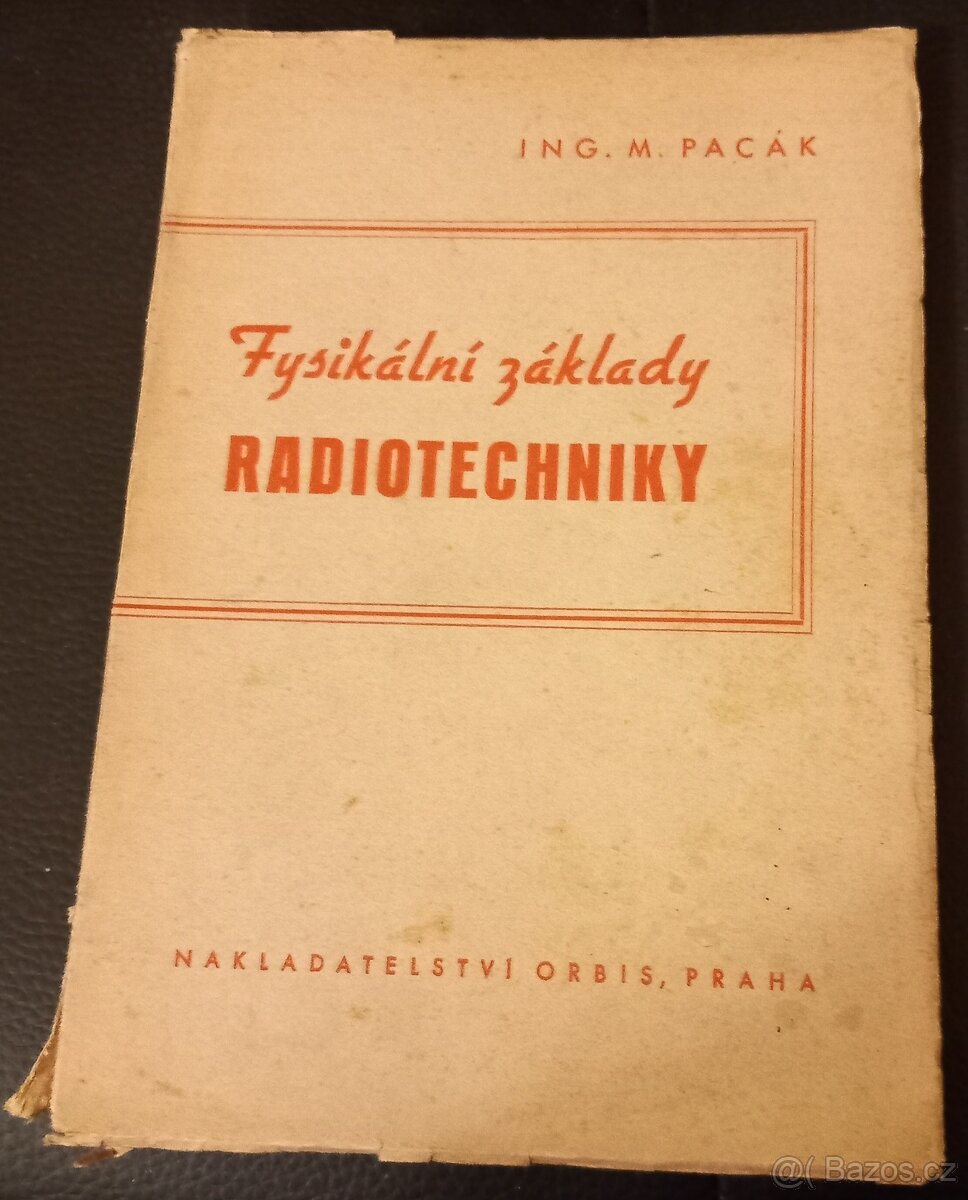 ING. M. PACÁK
Fysikální základy
RADIOTECHNIKY
NAKLADATELSTVÍ ORBIS, PRAHA
@( Bazos.cz